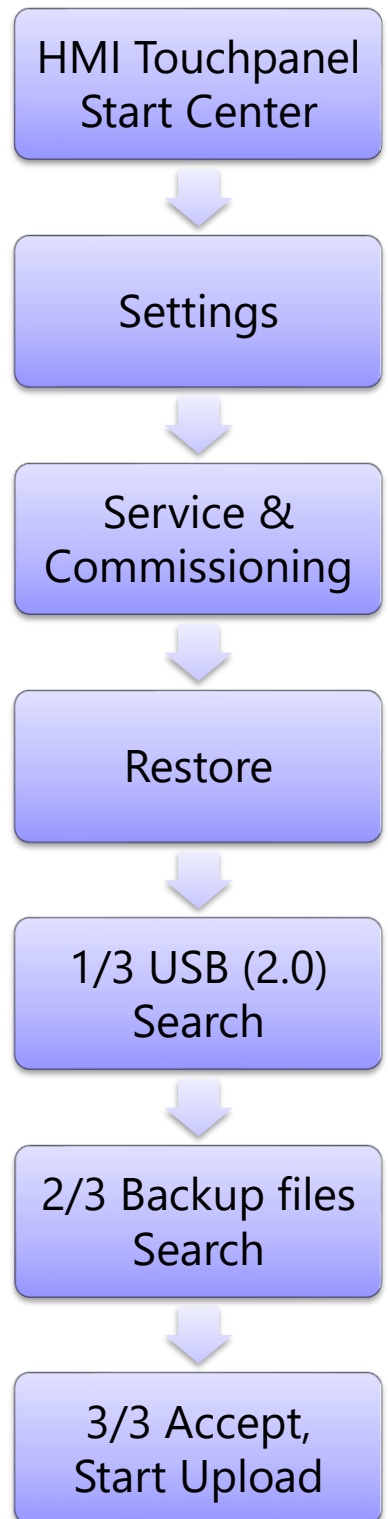 HMI Touchpanel
Start Center
Settings
Service &
Commissioning
Restore
1/3 USB (2.0)
Search
2/3 Backup files
Search
3/3 Accept,
Start Upload